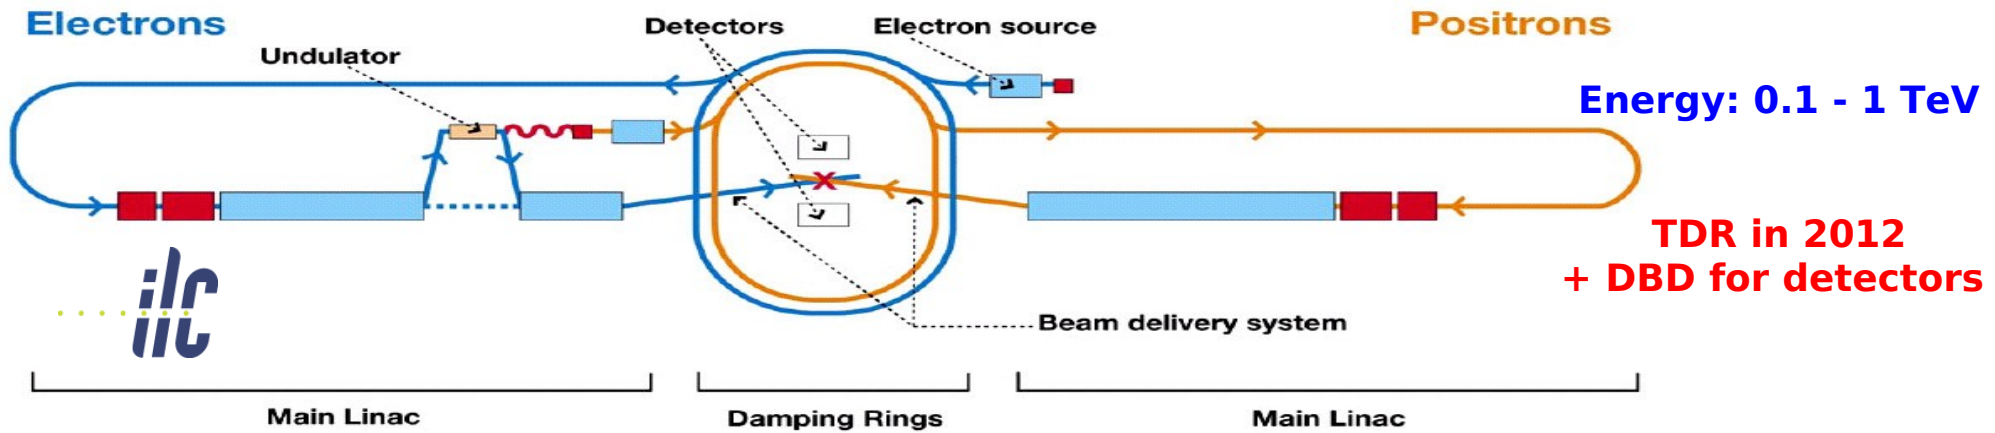 Electrons
Undulator
Detectors
Electron source
Positrons
Energy: 0.1 - 1 TeV
TDR in 2012
+ DBD for detectors
ilc
Beam delivery system
Main Linac
Damping Rings
Main Linac